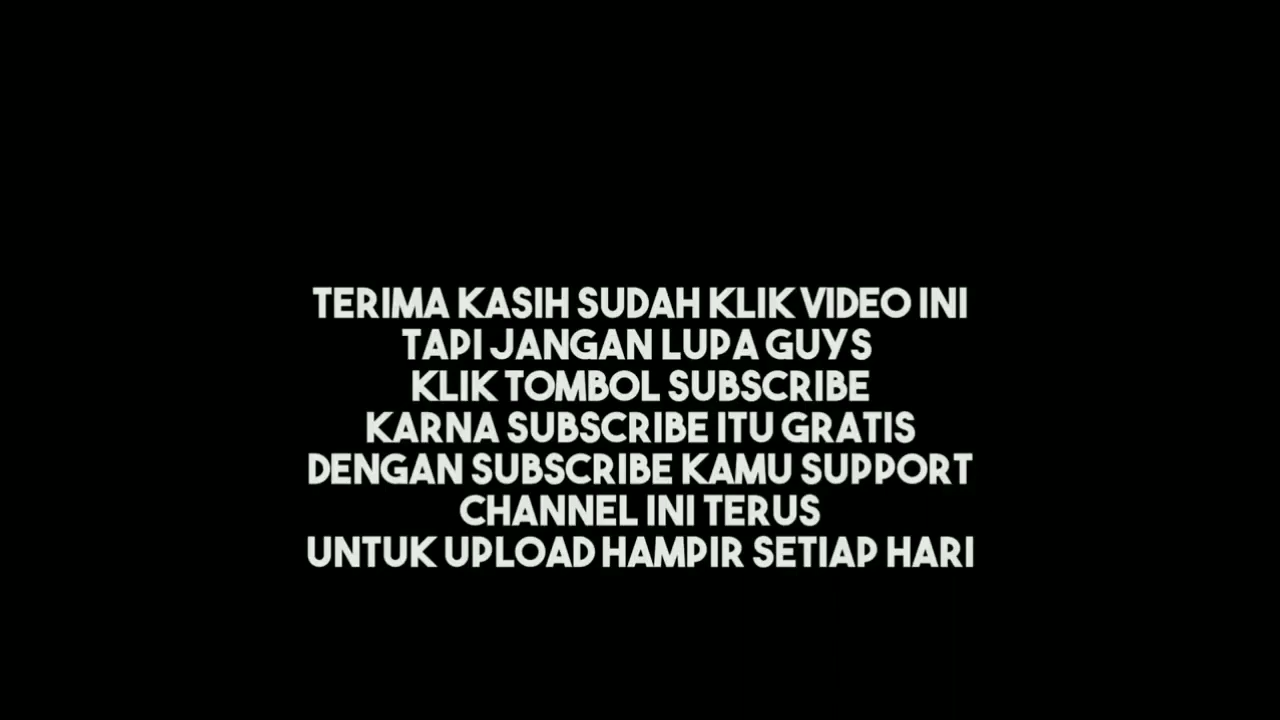 TERIMA KASIH SUDAH KLIK VIDEO INI
TAPI JANGAN LUPA GUYS
KLIK TOMBOL SUBSCRIBE
KARNA SUBSCRIBE ITU GRATIS
DENGAN SUBSCRIBE KAMU SUPPORT
CHANNEL INI TERUS
UNTUK UPLOAD HAMPIR SETIAP HARI